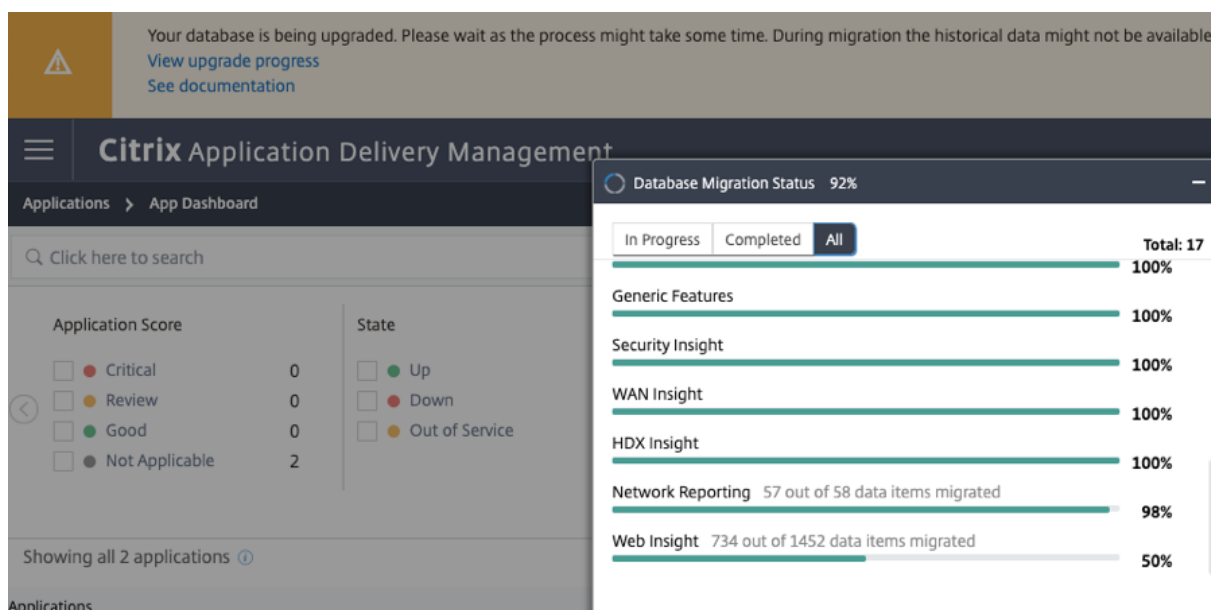 Your database is being upgraded. Please wait as the process might take some time. During migration the historical data might not be available
View upgrade progress
See documentation
Citrix Application Delivery Management
Applications > App Dashboard
Click here to search
Application Score
Critical 0
Review 0
Good 0
Not Applicable 2
State
Up
Down
Out of Service
Showing all 2 applications
Applications
Database Migration Status 92%
In Progress Completed All Total: 17
100%
Generic Features
100%
Security Insight
100%
WAN Insight
100%
HDX Insight
100%
Network Reporting 57 out of 58 data items migrated
98%
Web Insight 734 out of 1452 data items migrated
50%